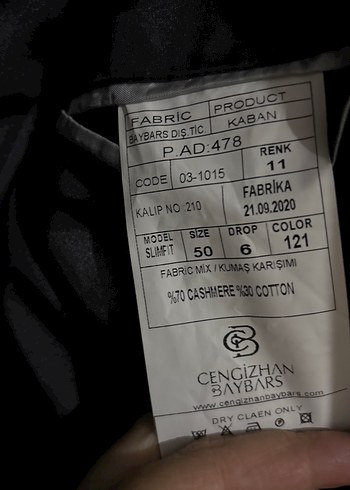 FABRIC PRODUCT
BAYBARS DIŞ.TİC. KABAN
P.AD:478
RENK
CODE 03-1015 11
FABRİKA
KALIP NO 210 21.09.2020
MODEL SIZE DROP COLOR
SLIMFIT 50 6 121
FABRIC MIX / KUMAŞ KARIŞIMI
%70 CASHMERE %30 COTTON
CENGİZHAN
BAYBARS
www.cengizhanbaybars.com
DRY CLAEN ONLY